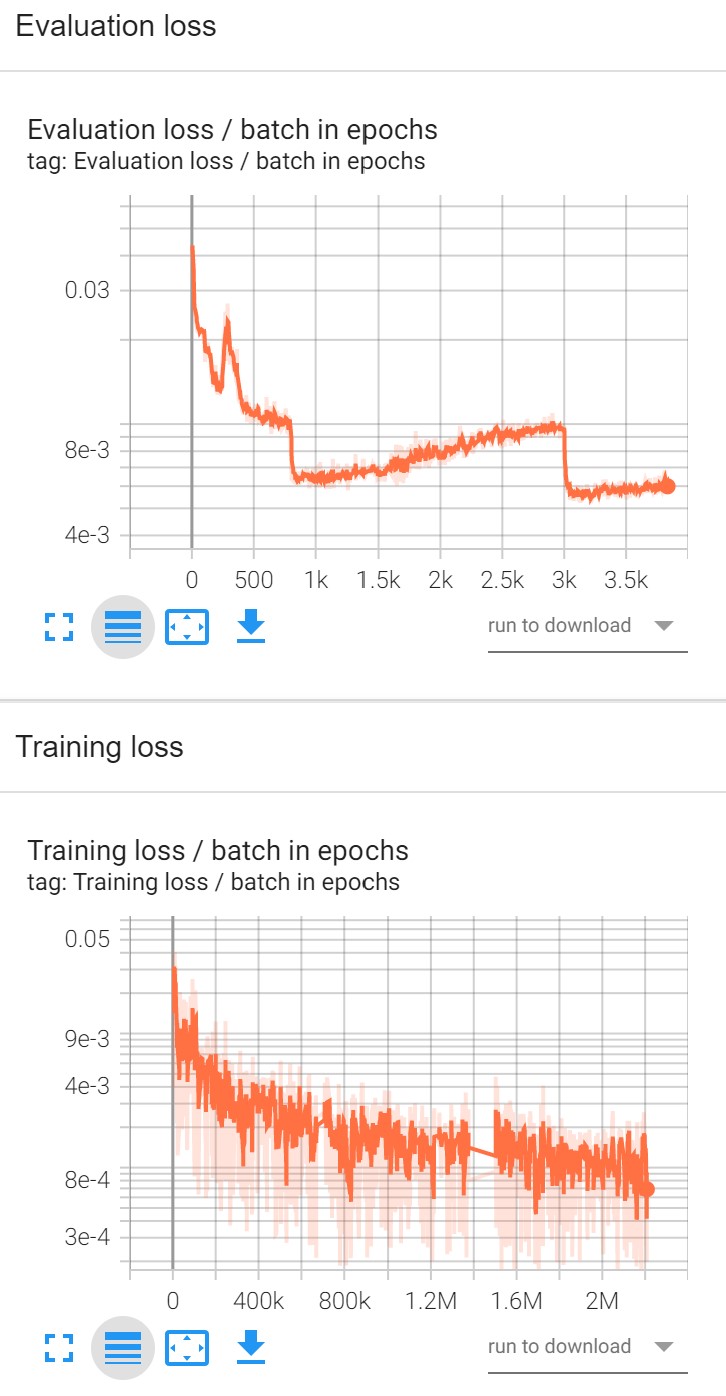 Evaluation loss
Evaluation loss / batch in epochs
tag: Evaluation loss / batch in epochs
0.03
8e-3
4e-3
0 500 1k 1.5k 2k 2.5k 3k 3.5k
run to download
Training loss
Training loss / batch in epochs
tag: Training loss / batch in epochs
0.05
9e-3
4e-3
8e-4
3e-4
0 400k 800k 1.2M 1.6M 2M
run to download